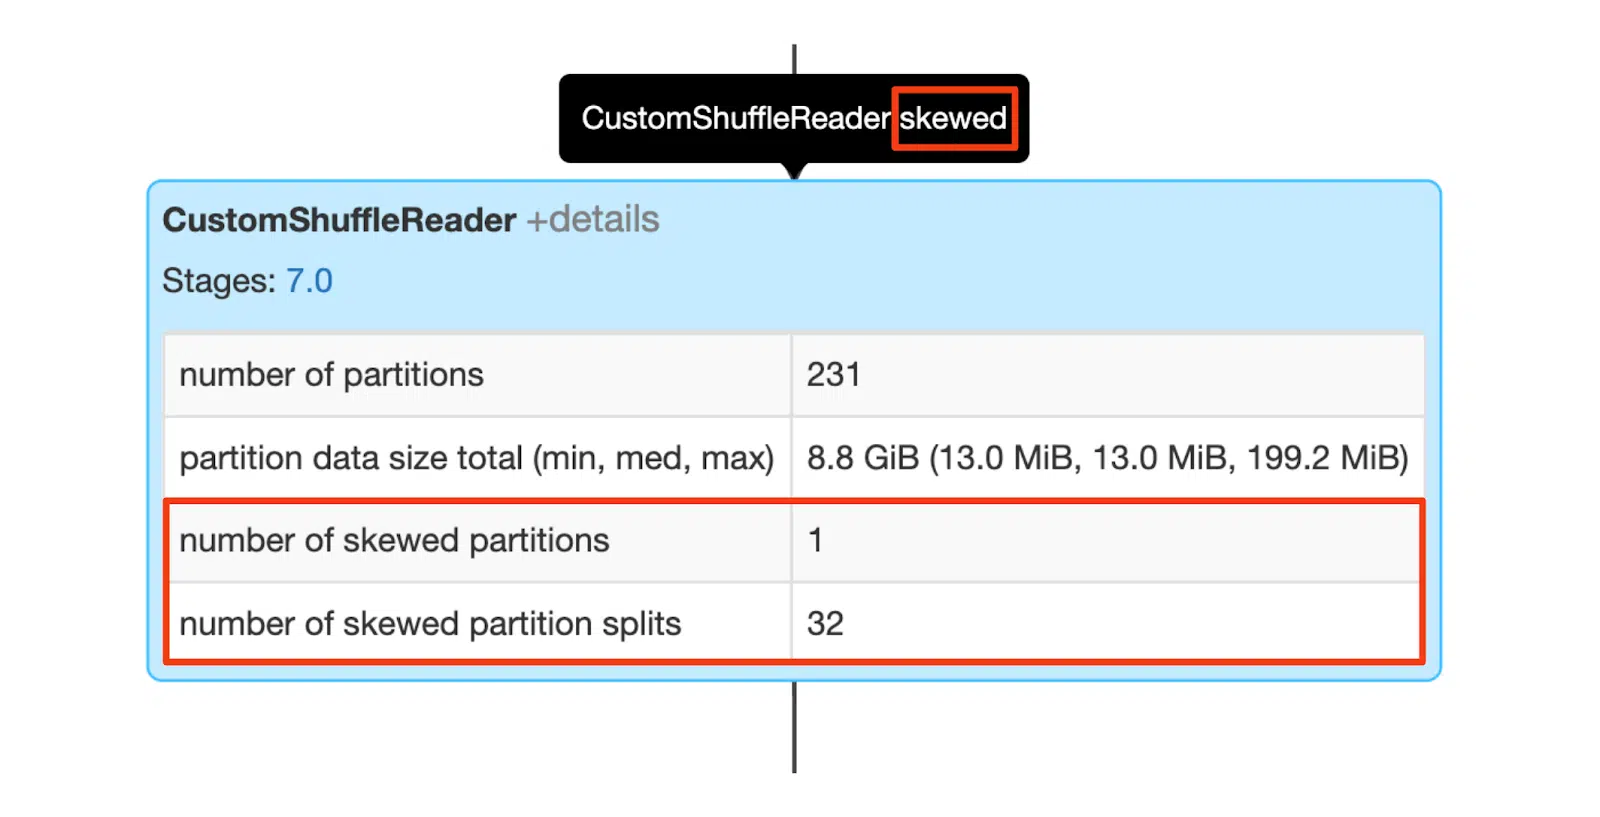 CustomShuffleReader skewed
CustomShuffleReader +details
Stages: 7.0
number of partitions 231
partition data size total (min, med, max) 8.8 GiB (13.0 MiB, 13.0 MiB, 199.2 MiB)
number of skewed partitions 1
number of skewed partition splits 32